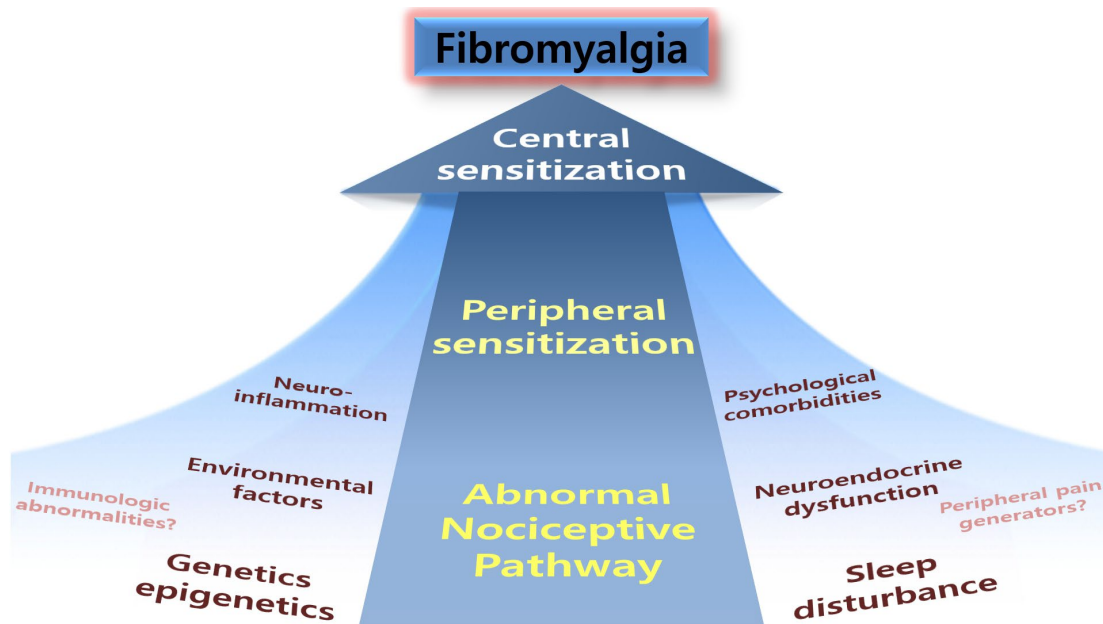 Fibromyalgia
Central
sensitization
Peripheral
sensitization
Neuro-
inflammation
Psychological
comorbidities
Environmental
factors
Neuroendocrine
dysfunction
Immunologic
abnormalities?
Peripheral pain
generators?
Abnormal
Nociceptive
Pathway
Genetics
epigenetics
Sleep
disturbance